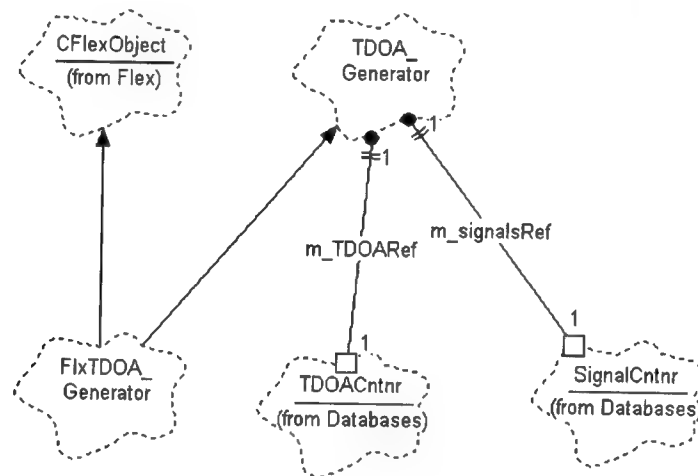 CFlexObject
(from Flex)
TDOA_
Generator
1
1
m_signalsRef
m_TDOARef
1
1
FlxTDOA_
Generator
TDOACntnr
(from Databases)
SignalCntnr
(from Databases)